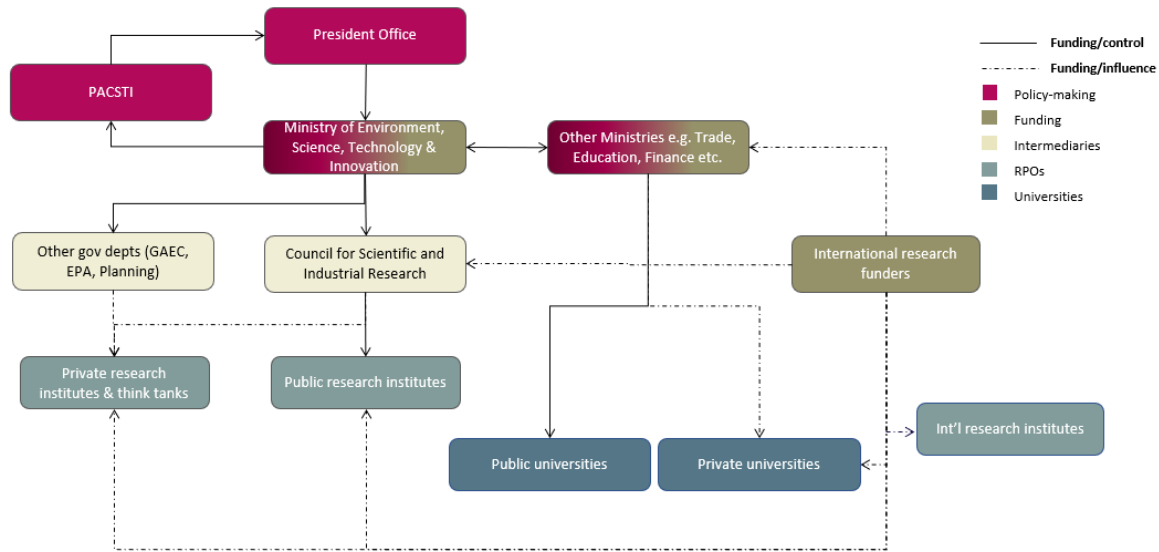 President Office
Funding/control
Funding/influence
PACSTI
Policy-making
Funding
Intermediaries
RPOs
Universities
Ministry of Environment,
Science, Technology &
Innovation
Other Ministries e.g. Trade,
Education, Finance etc.
Other gov depts (GAEC,
EPA, Planning)
Council for Scientific and
Industrial Research
International research
funders
Private research
institutes & think tanks
Public research institutes
Int'l research institutes
Public universities
Private universities